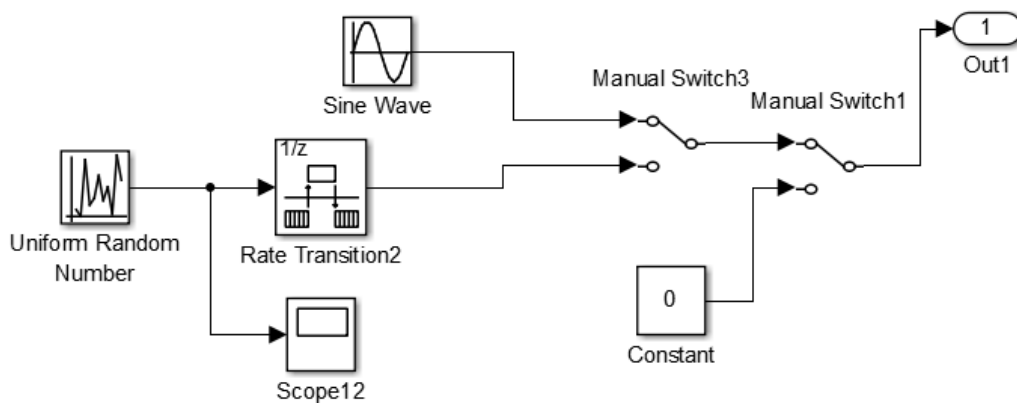 1
Out1
Sine Wave
Manual Switch3
Manual Switch1
1/z
Uniform Random
Number
Rate Transition2
0
Constant
Scope12